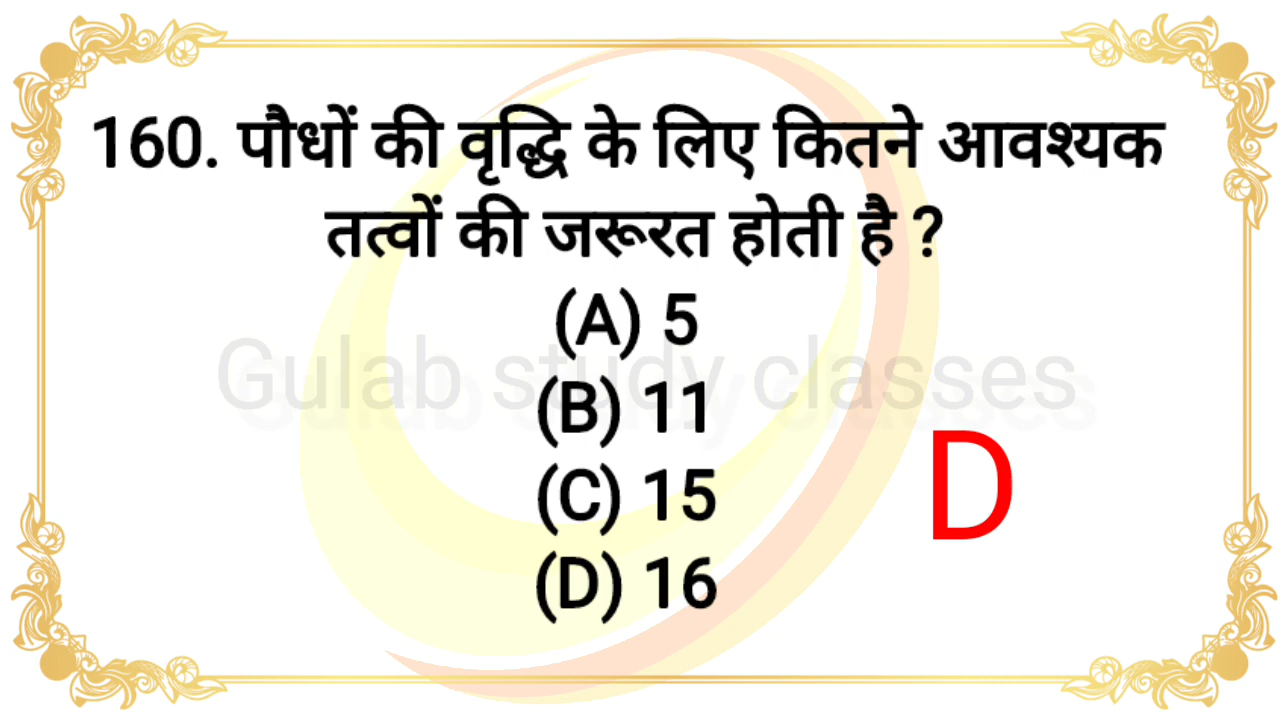 160. पौधों की वृद्धि के लिए कितने आवश्यक
तत्वों की जरूरत होती है ?
(A) 5
Gulab study classes
(B) 11
(C) 15
D
(D) 16